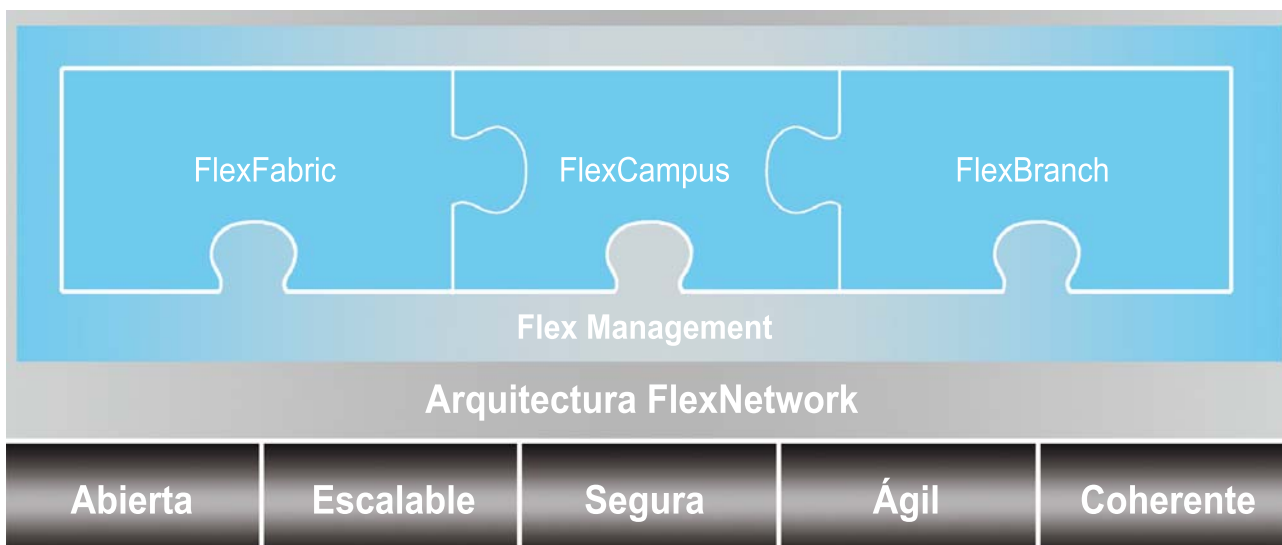 FlexFabric
FlexCampus
FlexBranch
Flex Management
Arquitectura FlexNetwork
Abierta
Escalable
Segura
Ágil
Coherente